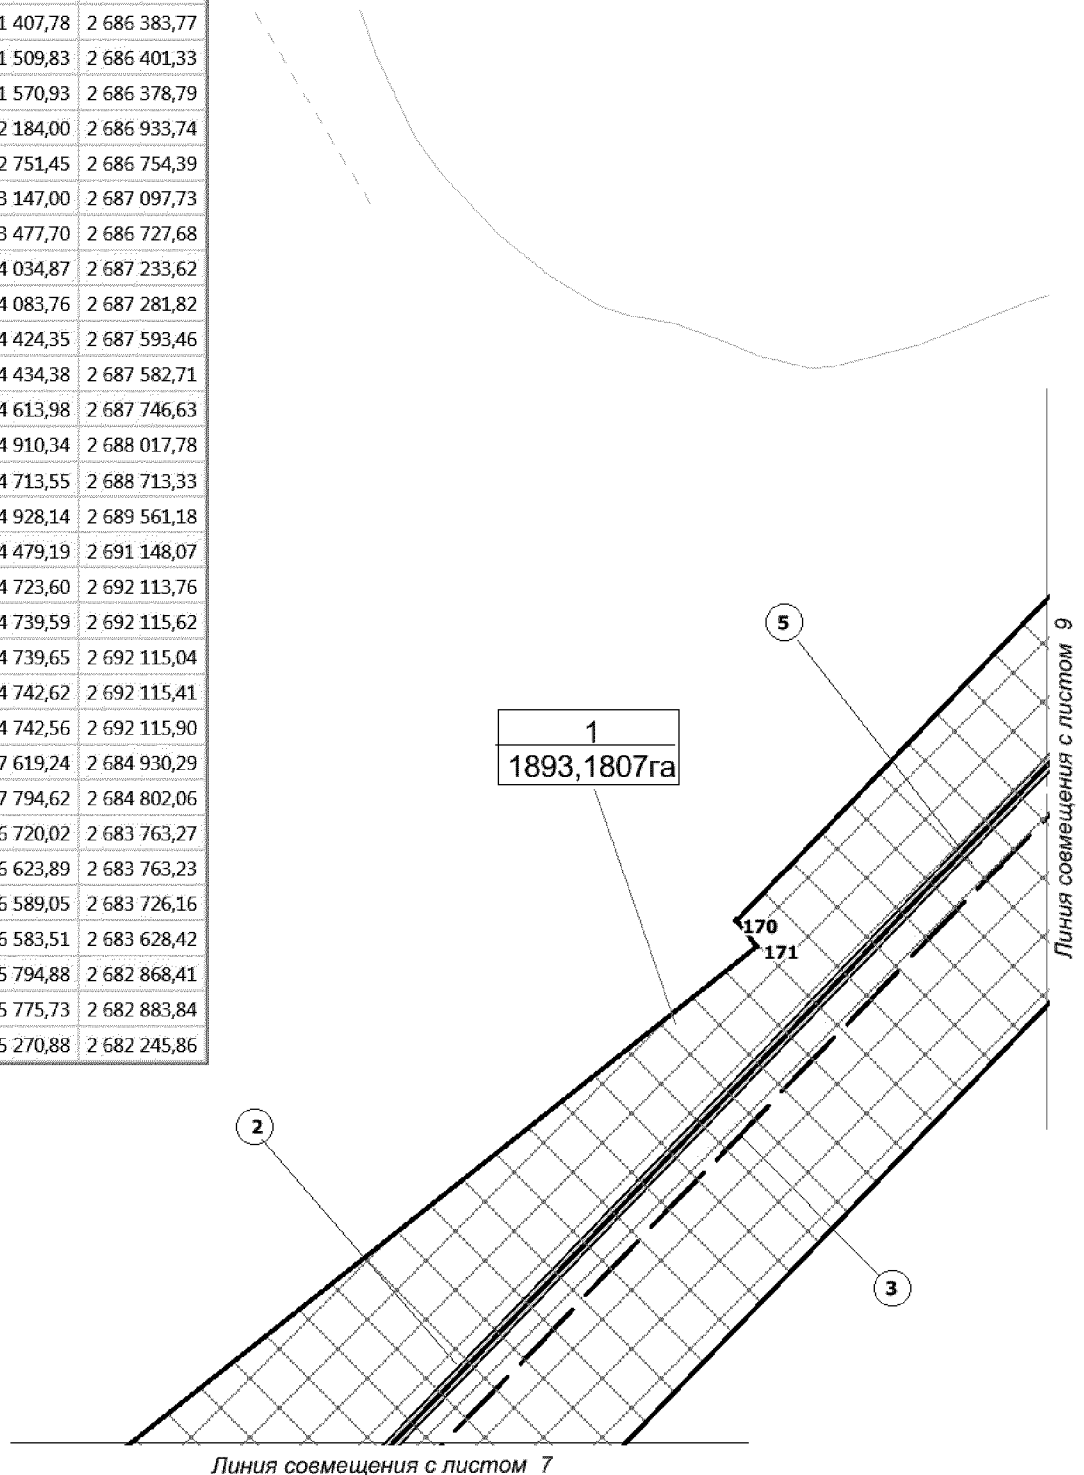 1 407,78 2 686 383,77
1 509,83 2 686 401,33
1 570,93 2 686 378,79
2 184,00 2 686 933,74
2 751,45 2 686 754,39
3 147,00 2 687 097,73
3 477,70 2 686 727,68
4 034,87 2 687 233,62
4 083,76 2 687 281,82
4 424,35 2 687 593,46
4 434,38 2 687 582,71
4 613,98 2 687 746,63
4 910,34 2 688 017,78
4 713,55 2 688 713,33
4 928,14 2 689 561,18
4 479,19 2 691 148,07
4 723,60 2 692 113,76
4 739,59 2 692 115,62
4 739,65 2 692 115,04
4 742,62 2 692 115,41
4 742,56 2 692 115,90
7 619,24 2 684 930,29
7 794,62 2 684 802,06
6 720,02 2 683 763,27
6 623,89 2 683 763,23
6 589,05 2 683 726,16
6 583,51 2 683 628,42
5 794,88 2 682 868,41
5 775,73 2 682 883,84
5 270,88 2 682 245,86
5
1
1893,1807га
170
171
2
3
Линия совмещения с листом 9
Линия совмещения с листом 7